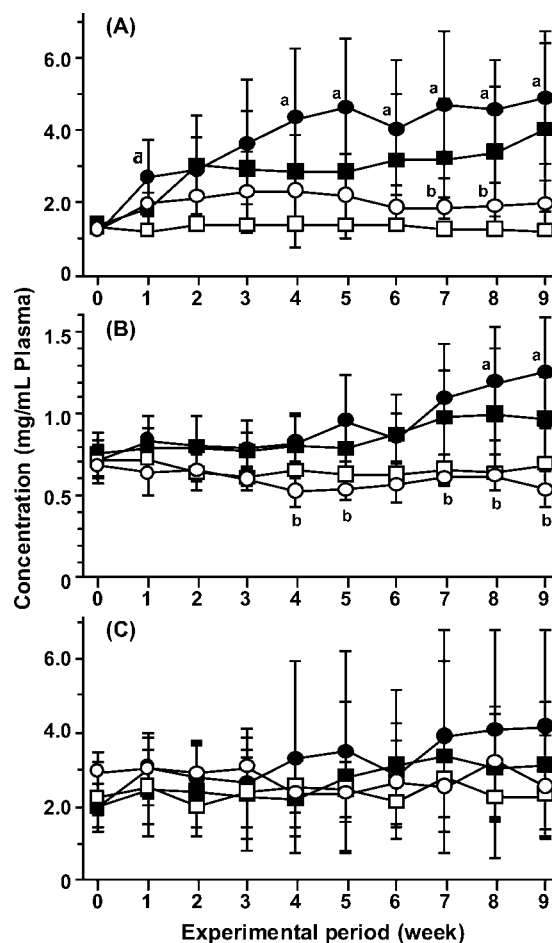 (A)
6.0
4.0
2.0
0
a
a
a
a
a
a
a
b
b
0 1 2 3 4 5 6 7 8 9
(B)
1.5
1.0
0.5
0
a
a
b
b
b
b
b
0 1 2 3 4 5 6 7 8 9
(C)
6.0
4.0
2.0
0
0 1 2 3 4 5 6 7 8 9
Concentration (mg/mL Plasma)
Experimental period (week)